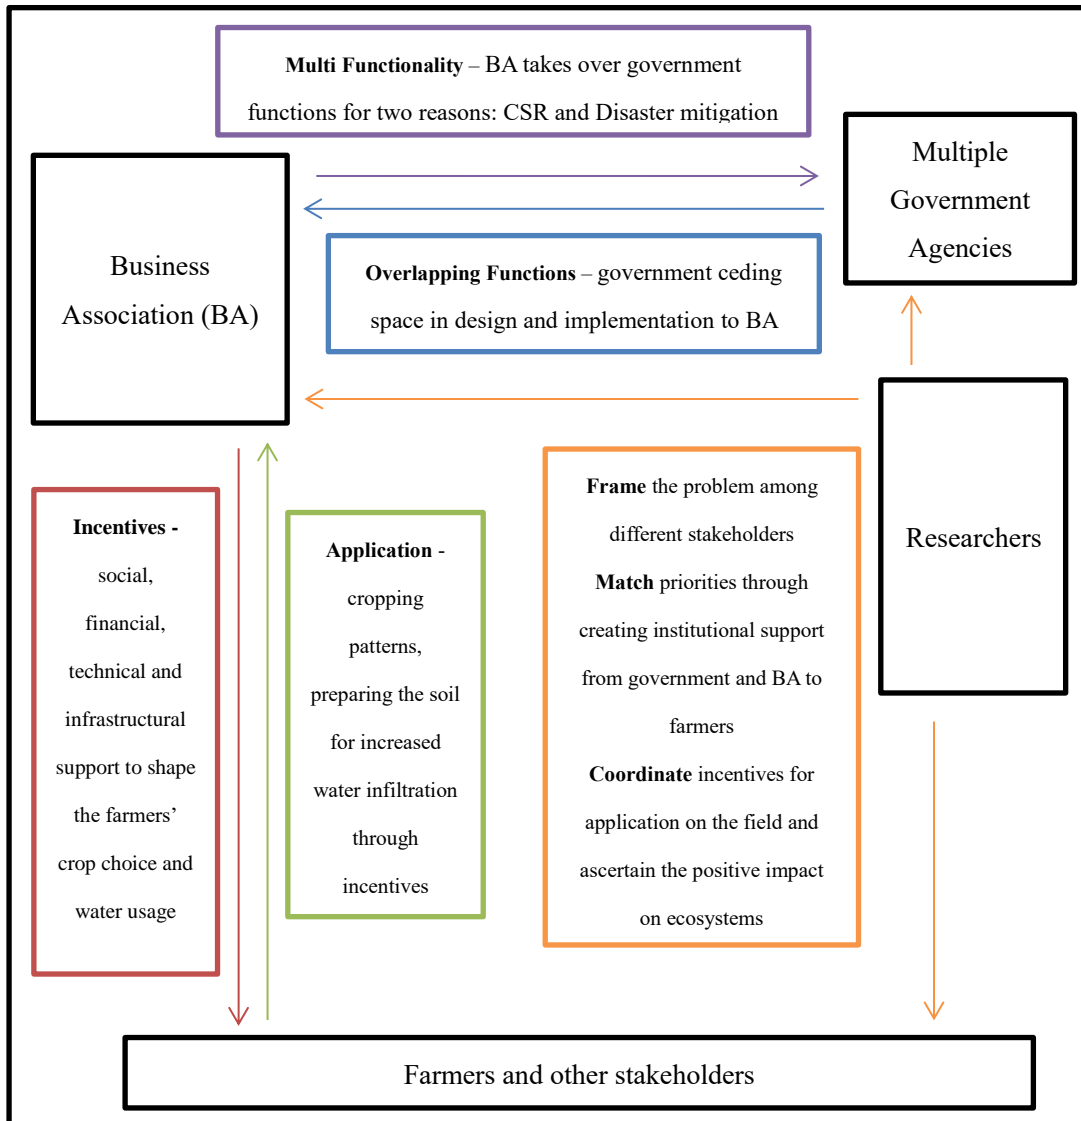 Multi Functionality – BA takes over government
functions for two reasons: CSR and Disaster mitigation
Multiple
Government
Agencies
Business
Association (BA)
Overlapping Functions – government ceding
space in design and implementation to BA
Researchers
Incentives -
social,
financial,
technical and
infrastructural
support to shape
the farmers’
crop choice and
water usage
Application -
cropping
patterns,
preparing the soil
for increased
water infiltration
through
incentives
Frame the problem among
different stakeholders
Match priorities through
creating institutional support
from government and BA to
farmers
Coordinate incentives for
application on the field and
ascertain the positive impact
on ecosystems
Farmers and other stakeholders